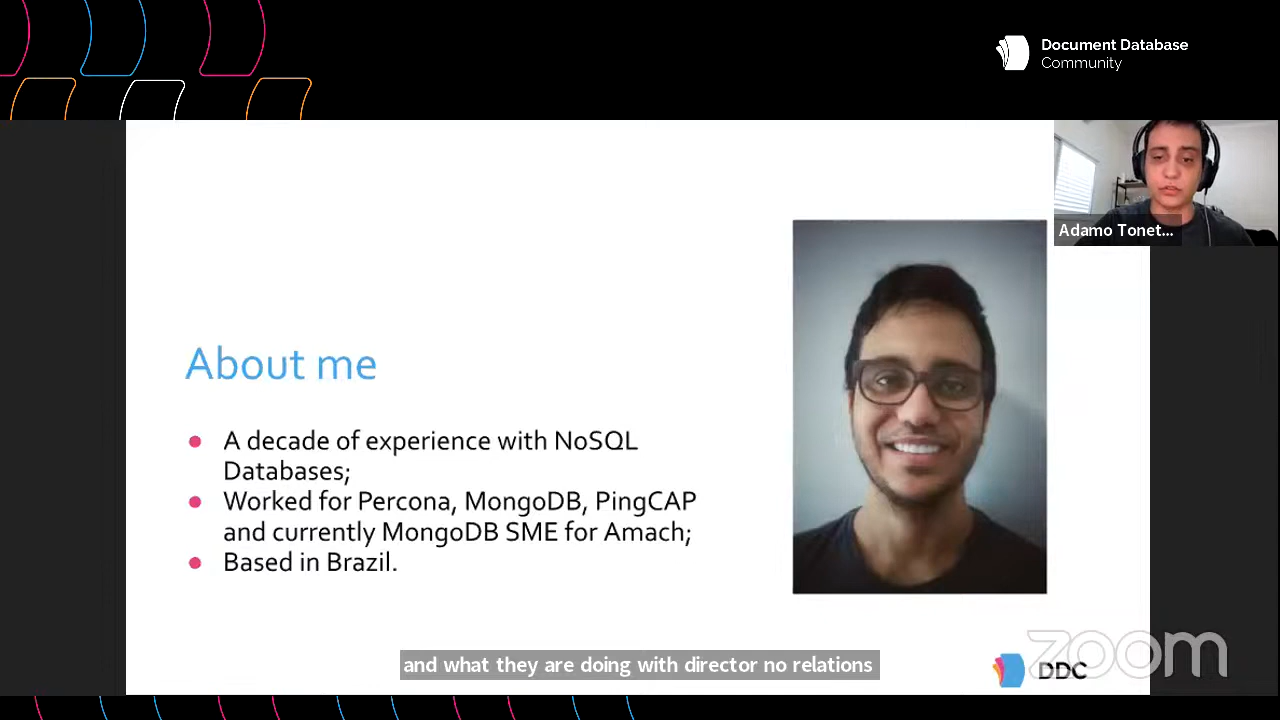 Document Database
Community
Adamo Tonet...
About me
• A decade of experience with NoSQL
Databases;
• Worked for Percona, MongoDB, PingCAP
and currently MongoDB SME for Amach;
• Based in Brazil.
and what they are doing with director no relations
zoom
DDC